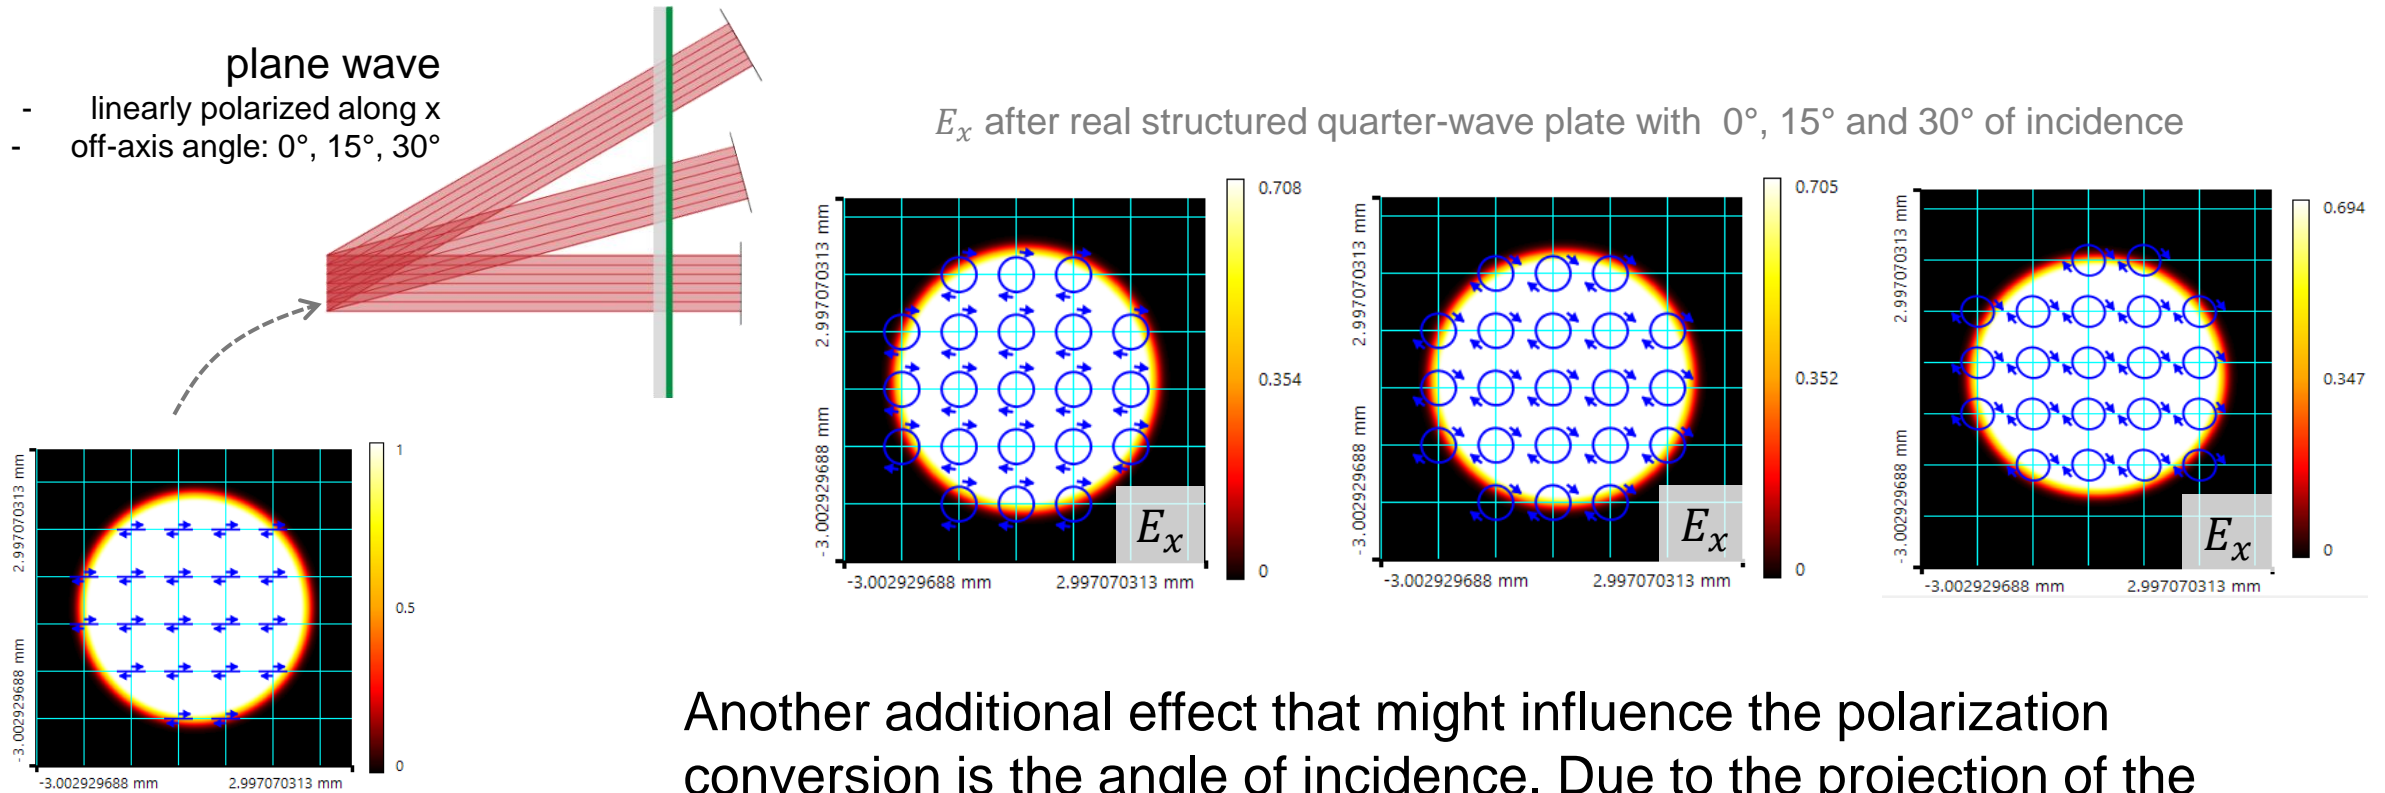 plane wave
- linearly polarized along x
- off-axis angle: 0°, 15°, 30°
E_x after real structured quarter-wave plate with 0°, 15° and 30° of incidence
0.708
0.354
0
2.997070313 mm
-3.002929688 mm
-3.002929688 mm
2.997070313 mm
E_x
0.705
0.352
0
2.997070313 mm
-3.002929688 mm
-3.002929688 mm
2.997070313 mm
E_x
0.694
0.347
0
2.997070313 mm
-3.002929688 mm
-3.002929688 mm
2.997070313 mm
E_x
1
0.5
0
2.997070313 mm
-3.002929688 mm
-3.002929688 mm
2.997070313 mm
Another additional effect that might influence the polarization
conversion is the angle of incidence. Due to the projection of the